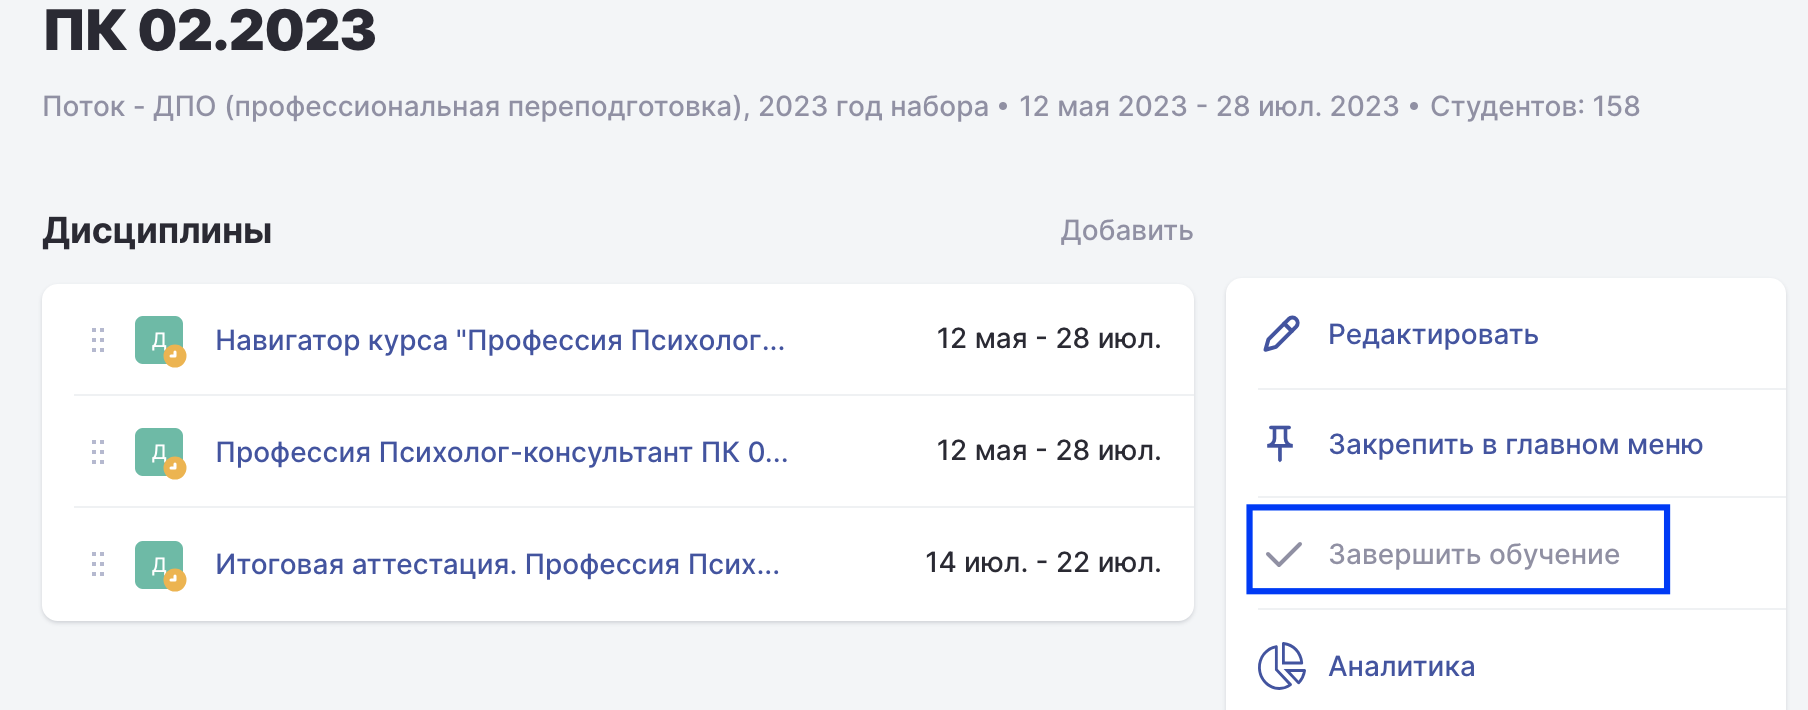 ПК 02.2023
Поток - ДПО (профессиональная переподготовка), 2023 год набора • 12 мая 2023 - 28 июл. 2023 • Студентов: 158
Дисциплины
Добавить
Д
Навигатор курса "Профессия Психолог...
12 мая - 28 июл.
Д
Профессия Психолог-консультант ПК 0...
12 мая - 28 июл.
Д
Итоговая аттестация. Профессия Псих...
14 июл. - 22 июл.
Редактировать
Закрепить в главном меню
Завершить обучение
Аналитика